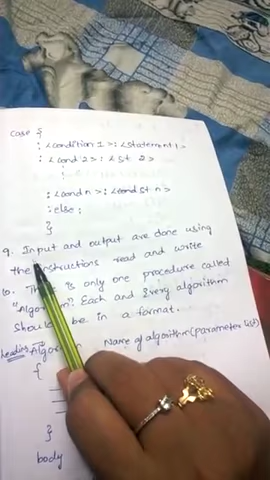 Case {
: <condition 1> : <statement 1>
: <cond 2> : <st 2>
:
: <cond n> : <st n>
: else :
}
9. Input and output are done using
the instructions read and write
10. There is only one procedure called
"Algorithm". Each and Every algorithm
should be in a format.
Heading Algorithm Name of algorithm (parameter list)
{
}
body